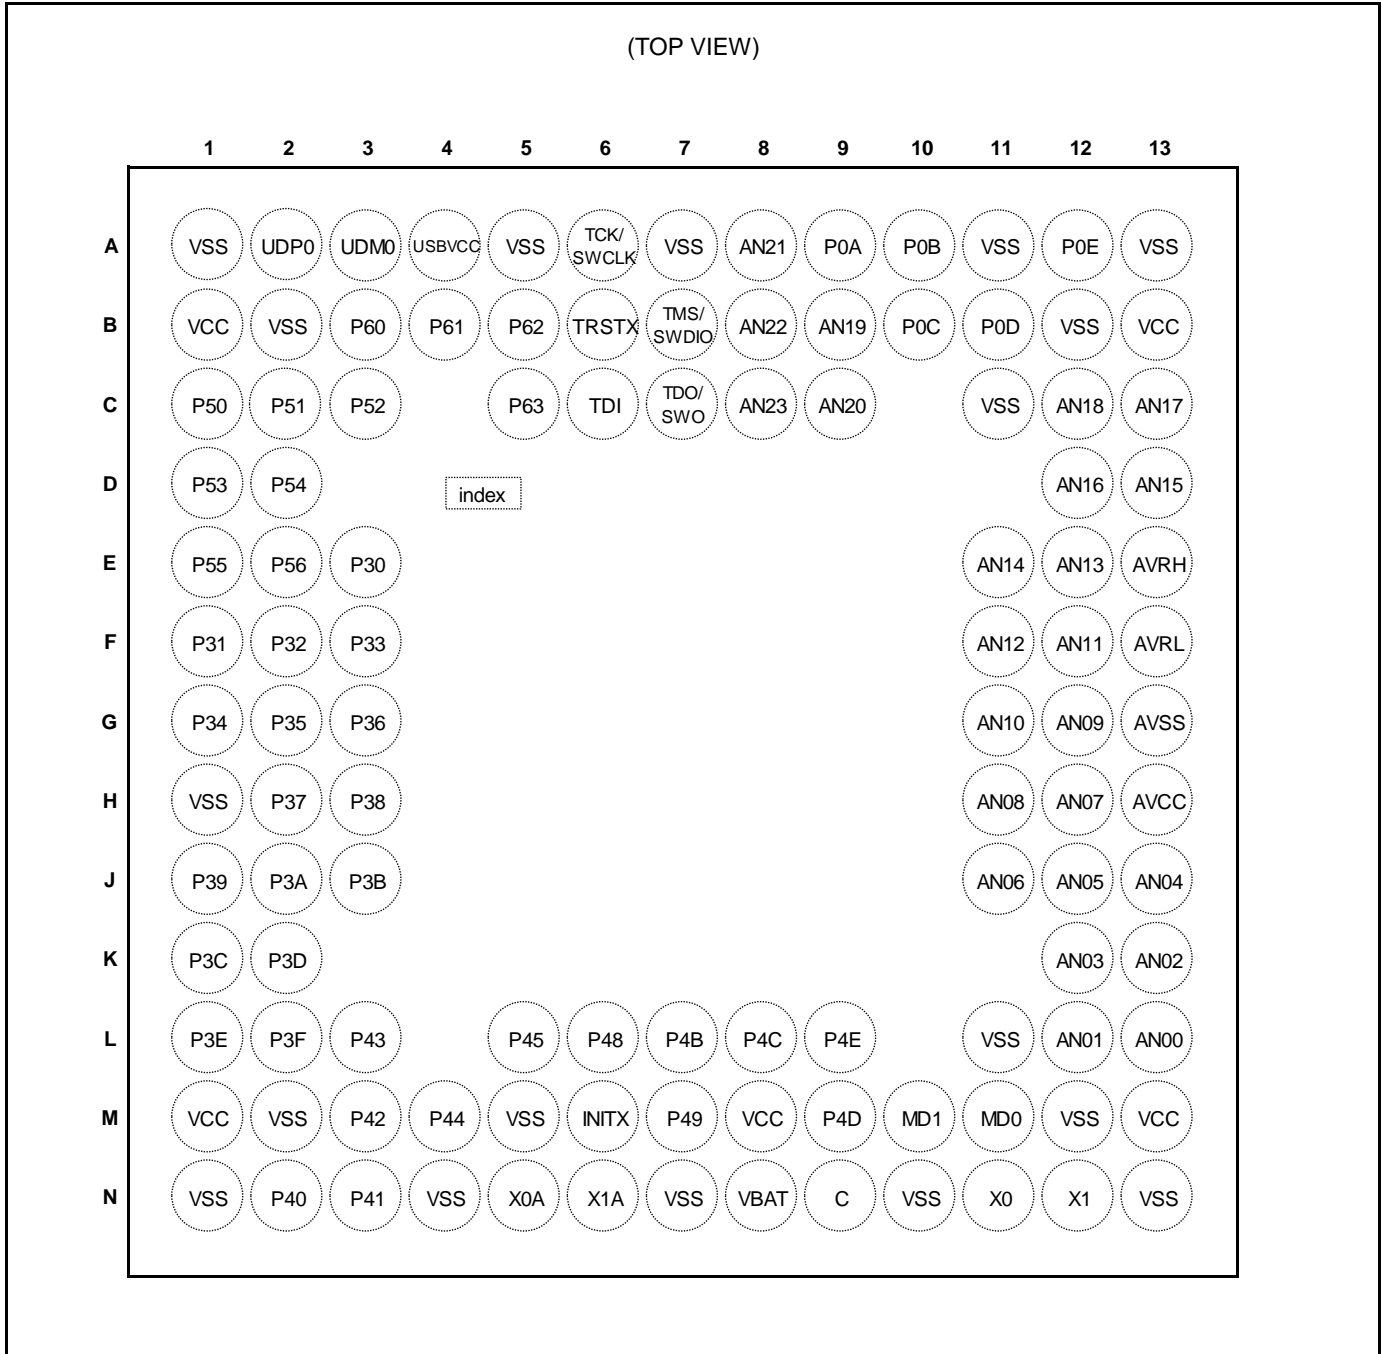 (TOP VIEW)
1 2 3 4 5 6 7 8 9 10 11 12 13
A VSS UDP0 UDM0 USBVCC VSS TCK/ SWCLK VSS AN21 P0A P0B VSS P0E VSS
B VCC VSS P60 P61 P62 TRSTX TMS/ SWDIO AN22 AN19 P0C P0D VSS VCC
C P50 P51 P52 P63 TDI TDO/ SWO AN23 AN20 VSS AN18 AN17
D P53 P54 index AN16 AN15
E P55 P56 P30 AN14 AN13 AVRH
F P31 P32 P33 AN12 AN11 AVRL
G P34 P35 P36 AN10 AN09 AVSS
H VSS P37 P38 AN08 AN07 AVCC
J P39 P3A P3B AN06 AN05 AN04
K P3C P3D AN03 AN02
L P3E P3F P43 P45 P48 P4B P4C P4E VSS AN01 AN00
M VCC VSS P42 P44 VSS INITX P49 VCC P4D MD1 MD0 VSS VCC
N VSS P40 P41 VSS X0A X1A VSS VBAT C VSS X0 X1 VSS